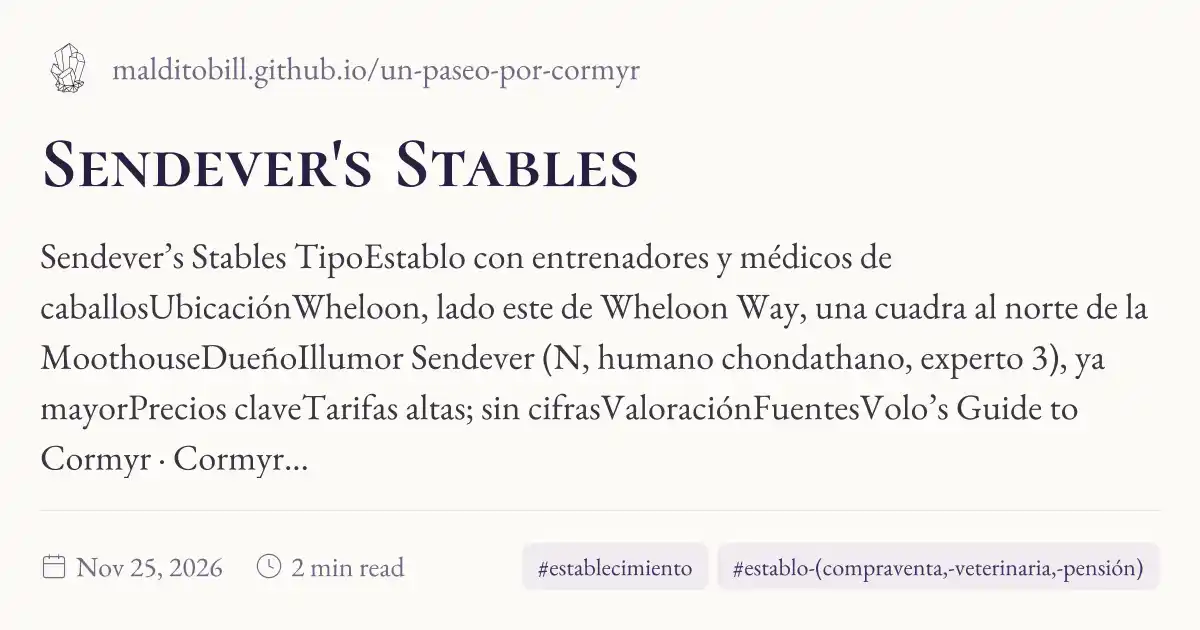 malditobill.github.io/un-paseo-por-cormyr
Sendever's Stables
Sendever’s Stables TipoEstablo con entrenadores y médicos de
caballosUbicaciónWheloon, lado este de Wheloon Way, una cuadra al norte de la
MoothouseDueñoIllumor Sendever (N, humano chondathano, experto 3), ya
mayorPrecios claveTarifas altas; sin cifrasValoraciónFuentesVolo’s Guide to
Cormyr · Cormyr...
Nov 25, 2026 2 min read #establecimiento #establo-(compraventa,-veterinaria,-pensión)